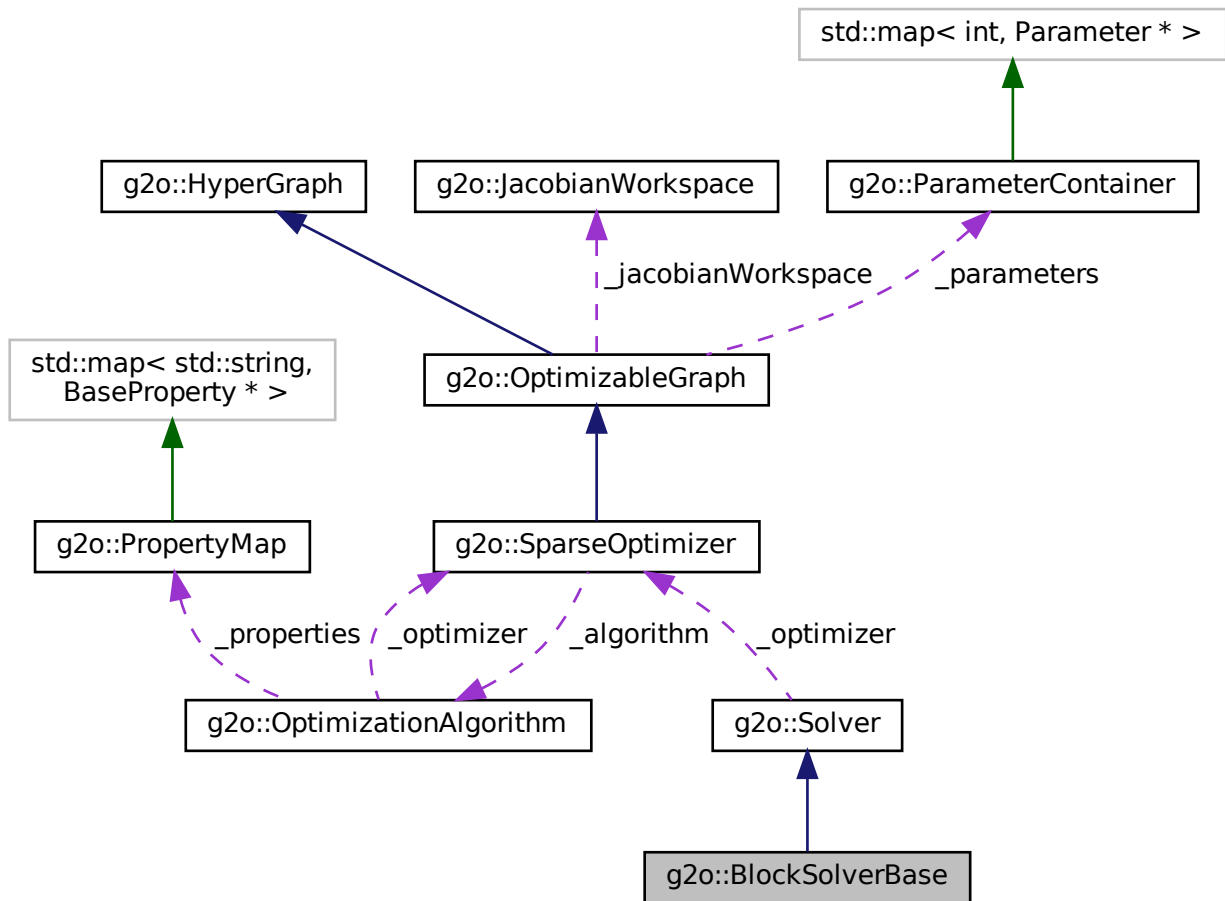 std::map< int, Parameter * >
g2o::HyperGraph
g2o::JacobianWorkspace
g2o::ParameterContainer
_jacobianWorkspace
_parameters
std::map< std::string,
BaseProperty * >
g2o::OptimizableGraph
g2o::PropertyMap
g2o::SparseOptimizer
_properties
_optimizer
_algorithm
_optimizer
g2o::OptimizationAlgorithm
g2o::Solver
g2o::BlockSolverBase